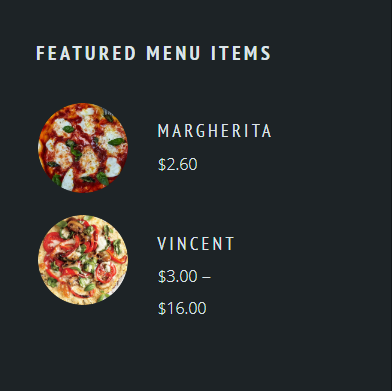 FEATURED MENU ITEMS
MARGHERITA
$2.60
VINCENT
$3.00 –
$16.00